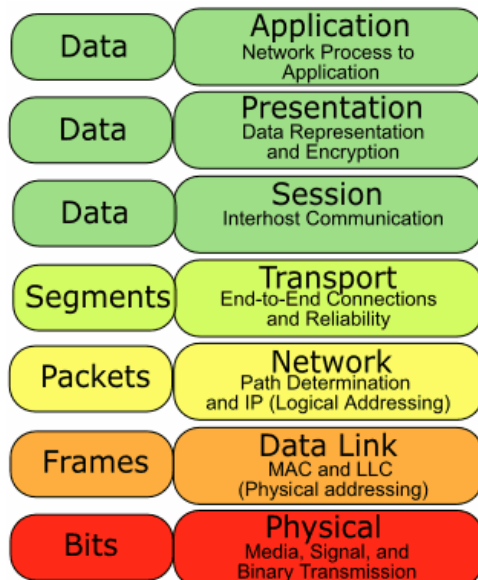 Data
Application
Network Process to
Application
Data
Presentation
Data Representation
and Encryption
Data
Session
Interhost Communication
Segments
Transport
End-to-End Connections
and Reliability
Packets
Network
Path Determination
and IP (Logical Addressing)
Frames
Data Link
MAC and LLC
(Physical addressing)
Bits
Physical
Media, Signal, and
Binary Transmission